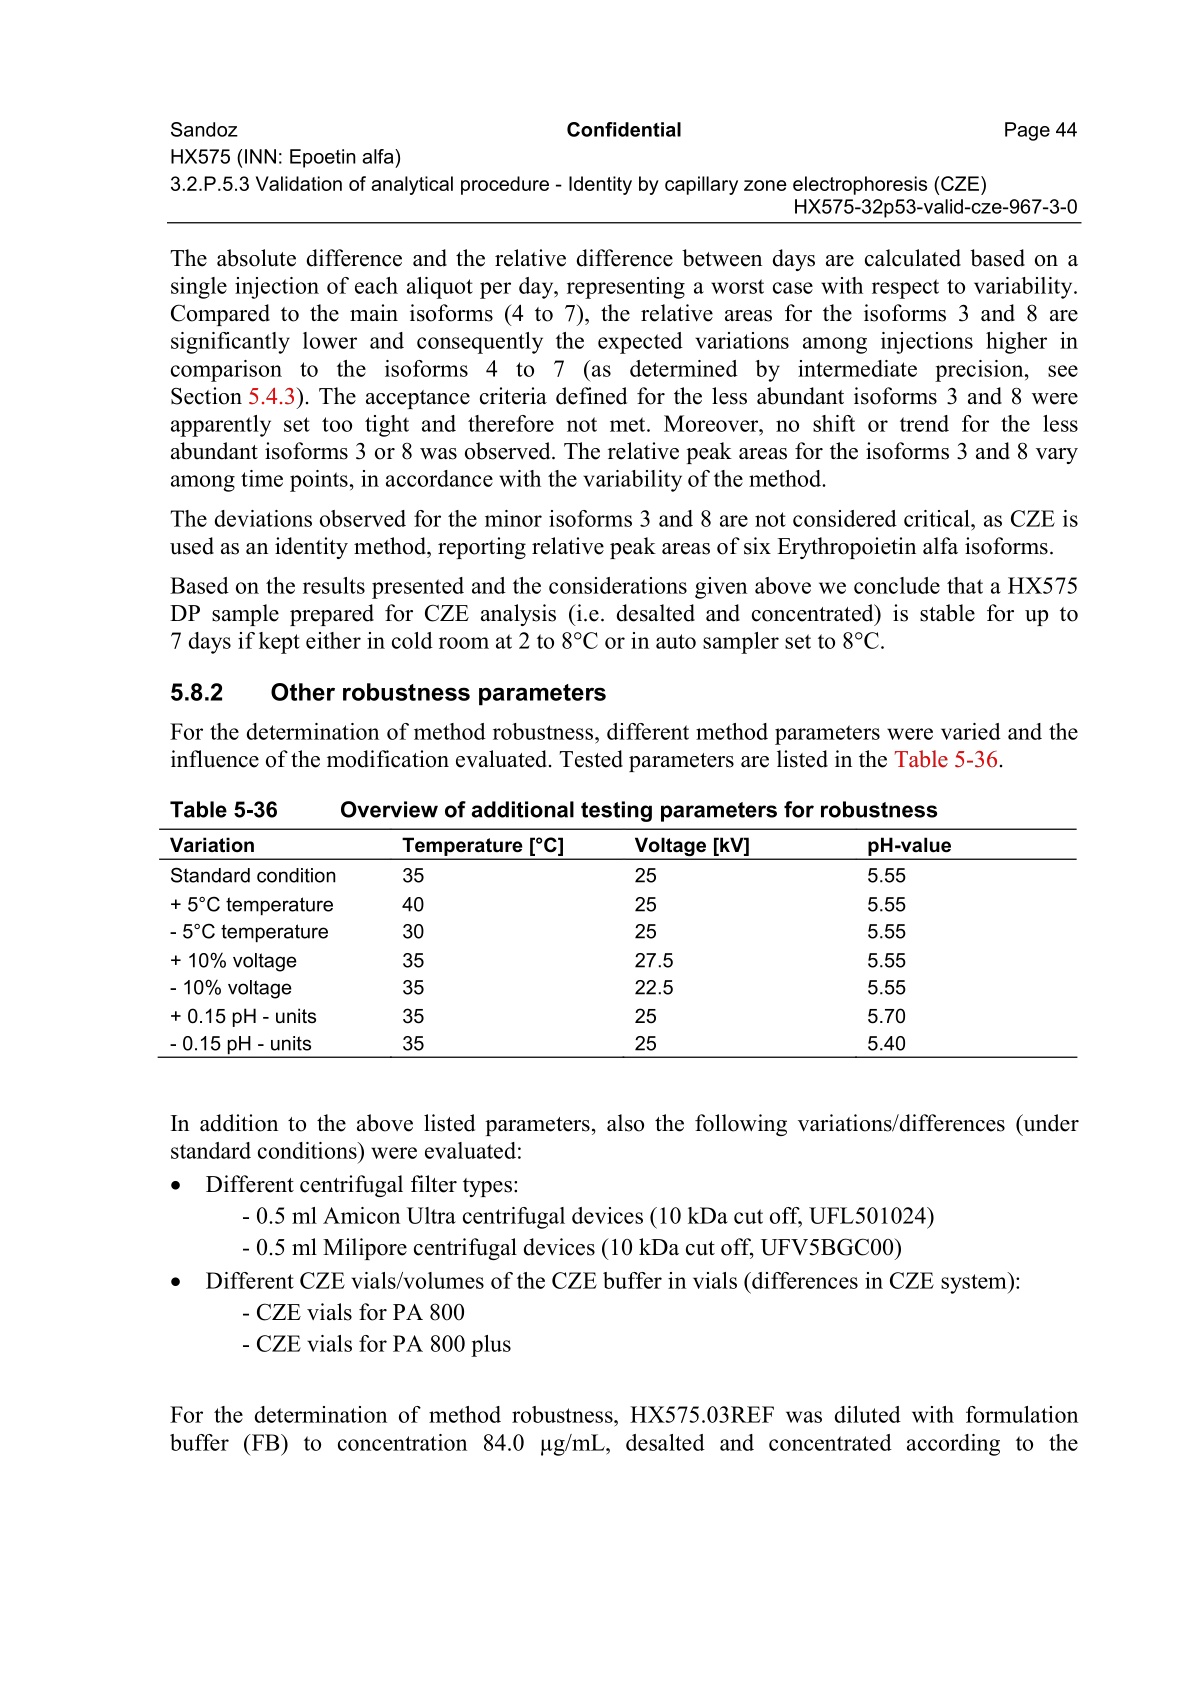 Sandoz Confidential Page 44
HX575 (INN: Epoetin alfa)
3.2.P.5.3 Validation of analytical procedure - Identity by capillary zone electrophoresis (CZE)
HX575-32p53-valid-cze-967-3-0
The absolute difference and the relative difference between days are calculated based on a
single injection of each aliquot per day, representing a worst case with respect to variability.
Compared to the main isoforms (4 to 7), the relative areas for the isoforms 3 and 8 are
significantly lower and consequently the expected variations among injections higher in
comparison to the isoforms 4 to 7 (as determined by intermediate precision, see
Section 5.4.3). The acceptance criteria defined for the less abundant isoforms 3 and 8 were
apparently set too tight and therefore not met. Moreover, no shift or trend for the less
abundant isoforms 3 or 8 was observed. The relative peak areas for the isoforms 3 and 8 vary
among time points, in accordance with the variability of the method.
The deviations observed for the minor isoforms 3 and 8 are not considered critical, as CZE is
used as an identity method, reporting relative peak areas of six Erythropoietin alfa isoforms.
Based on the results presented and the considerations given above we conclude that a HX575
DP sample prepared for CZE analysis (i.e. desalted and concentrated) is stable for up to
7 days if kept either in cold room at 2 to 8°C or in auto sampler set to 8°C.
5.8.2 Other robustness parameters
For the determination of method robustness, different method parameters were varied and the
influence of the modification evaluated. Tested parameters are listed in the Table 5-36.
Table 5-36 Overview of additional testing parameters for robustness
Variation Temperature [°C] Voltage [kV] pH-value
Standard condition 35 25 5.55
+ 5°C temperature 40 25 5.55
- 5°C temperature 30 25 5.55
+ 10% voltage 35 27.5 5.55
- 10% voltage 35 22.5 5.55
+ 0.15 pH - units 35 25 5.70
- 0.15 pH - units 35 25 5.40
In addition to the above listed parameters, also the following variations/differences (under
standard conditions) were evaluated:
• Different centrifugal filter types:
- 0.5 ml Amicon Ultra centrifugal devices (10 kDa cut off, UFL501024)
- 0.5 ml Milipore centrifugal devices (10 kDa cut off, UFV5BGC00)
• Different CZE vials/volumes of the CZE buffer in vials (differences in CZE system):
- CZE vials for PA 800
- CZE vials for PA 800 plus
For the determination of method robustness, HX575.03REF was diluted with formulation
buffer (FB) to concentration 84.0 µg/mL, desalted and concentrated according to the